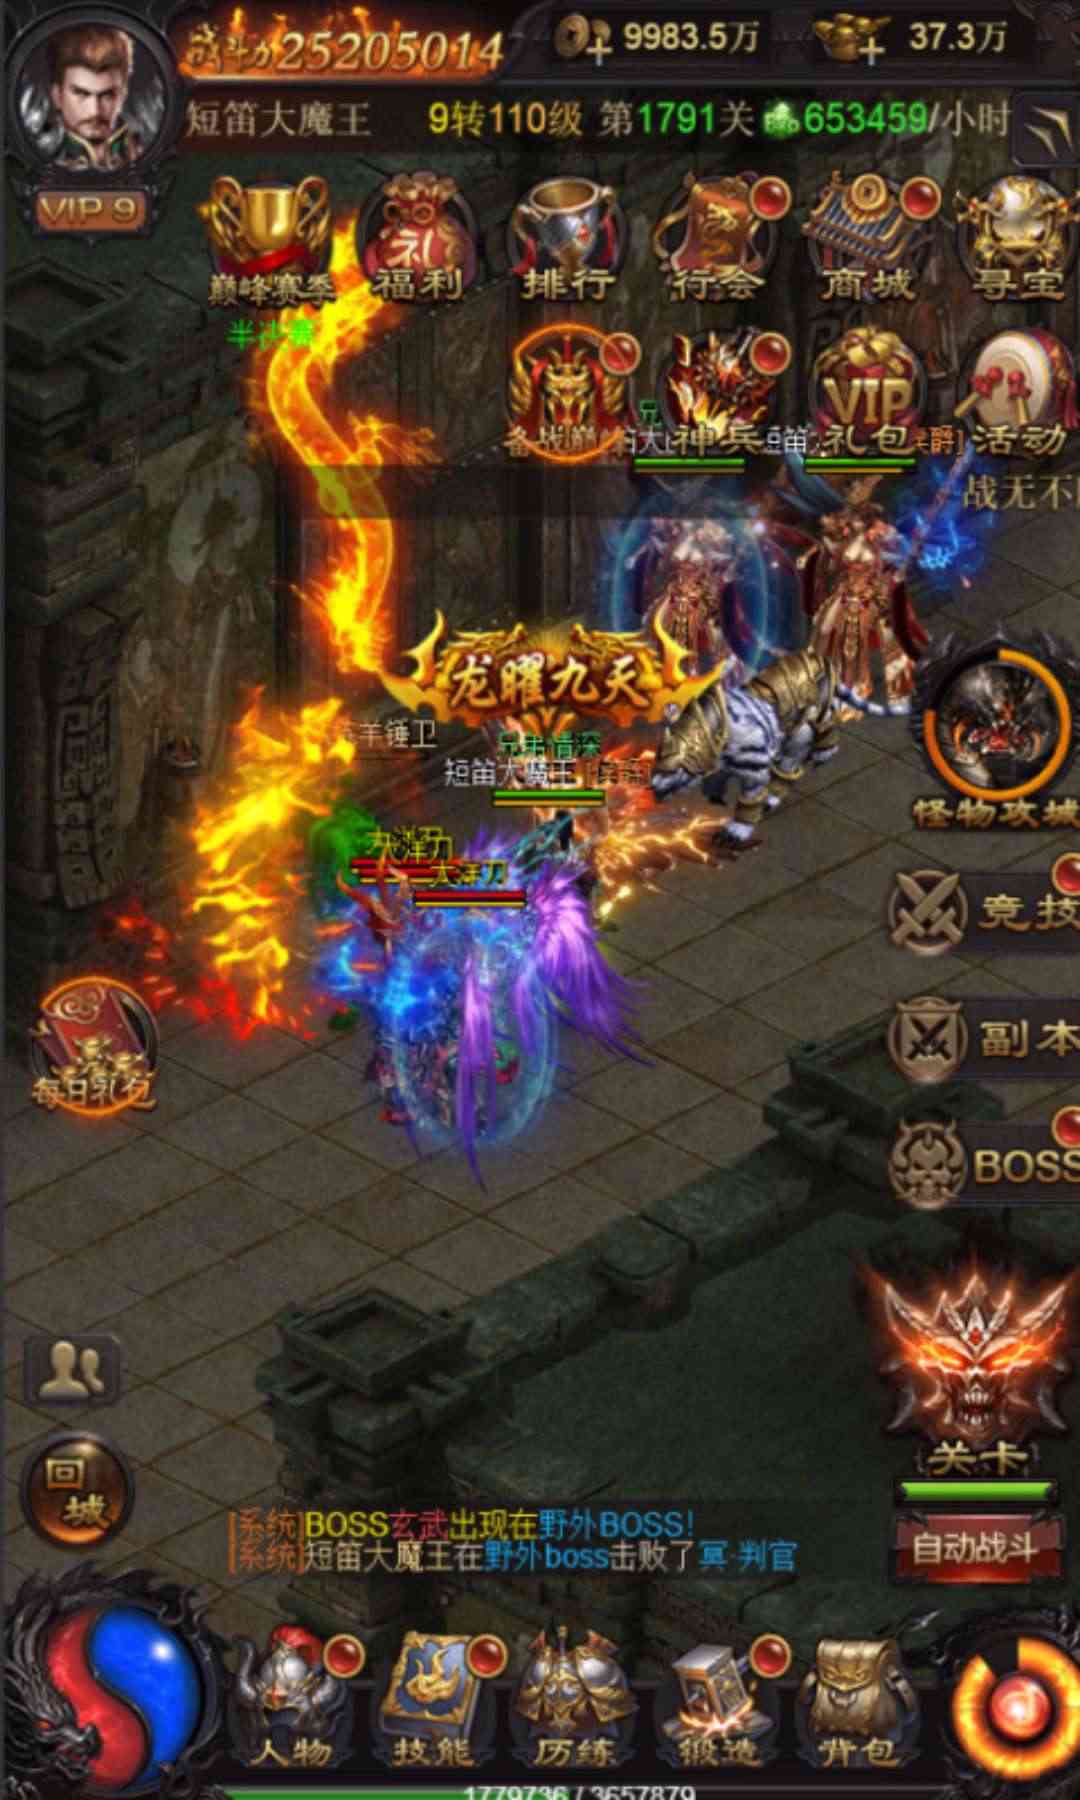 战斗力25205014
9983.5万
37.3万
短笛大魔王 9转110级 第1791关 653459/小时
VIP 9
巅峰赛季 福利 排行 行会 商城 寻宝
半决赛
神兵 VIP礼包 活动
战无不
龙曜九天
羊锤卫
兄弟情深
短笛大魔王
大洋刀
怪物攻城
竞技
副本
BOSS
每日礼包
关卡
回城
自动战斗
[系统]BOSS玄武出现在野外BOSS!
[系统]短笛大魔王在野外boss击败了冥·判官
人物 技能 历练 锻造 背包
1779736/3657879